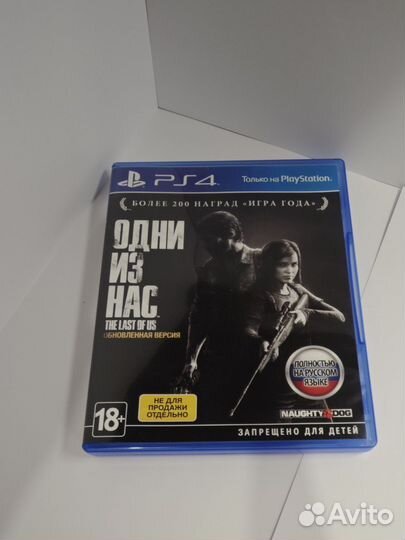 PS4
Только на PlayStation.
БОЛЕЕ 200 НАГРАД «ИГРА ГОДА»
ОДНИ
ИЗ
НАС
THE LAST OF US
ОБНОВЛЕННАЯ ВЕРСИЯ
ПОЛНОСТЬЮ
НА РУССКОМ
ЯЗЫКЕ
18+
НЕ ДЛЯ
ПРОДАЖИ
ОТДЕЛЬНО
NAUGHTY DOG
ЗАПРЕЩЕНО ДЛЯ ДЕТЕЙ
Avito